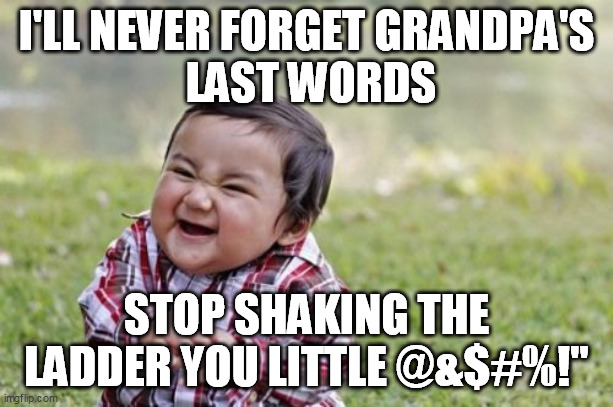 I'LL NEVER FORGET GRANDPA'S
LAST WORDS
STOP SHAKING THE
LADDER YOU LITTLE @&$#%!"
imgflip.com